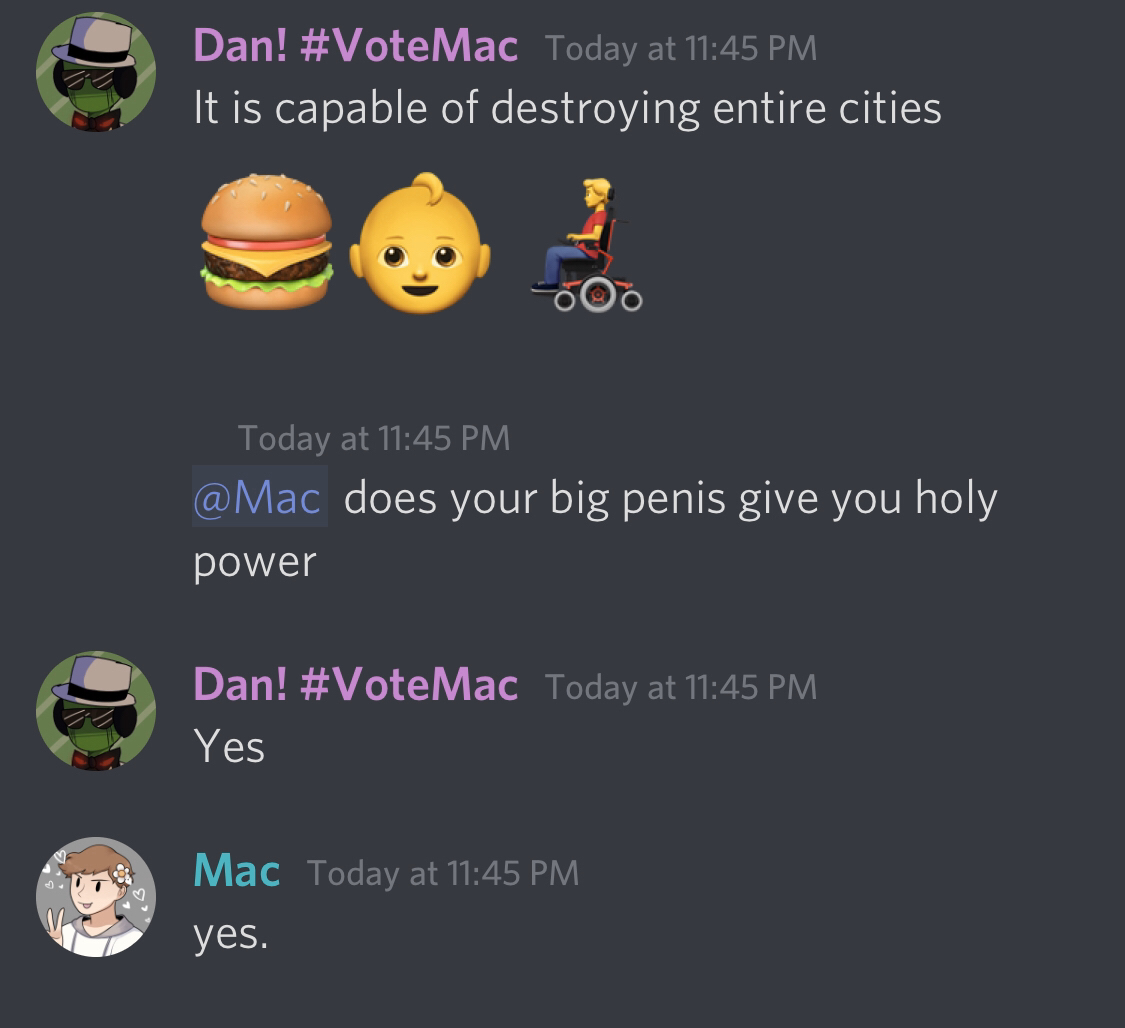 Dan! #VoteMac Today at 11:45 PM
It is capable of destroying entire cities
Today at 11:45 PM
@Mac does your big penis give you holy
power
Dan! #VoteMac Today at 11:45 PM
Yes
Mac Today at 11:45 PM
yes.